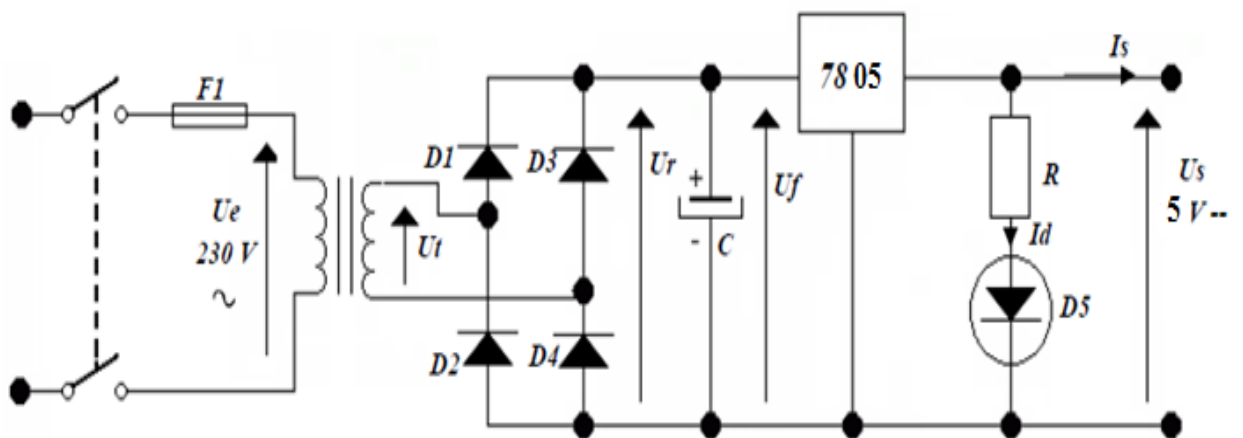 F1
Ue
230 V
~
Ut
D1
D3
D2
D4
Ur
+
-
C
Uf
78 05
Is
R
Id
D5
Us
5 V --